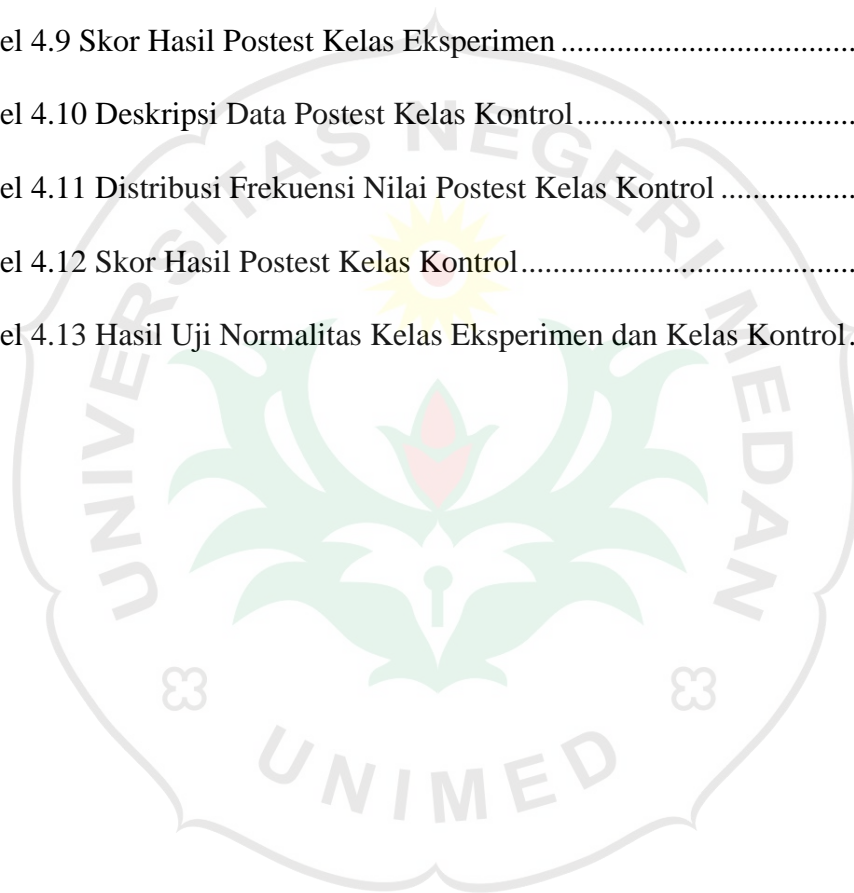 el 4.9 Skor Hasil Postest Kelas Eksperimen ....................................
el 4.10 Deskripsi Data Postest Kelas Kontrol..................................
el 4.11 Distribusi Frekuensi Nilai Postest Kelas Kontrol .................
el 4.12 Skor Hasil Postest Kelas Kontrol.........................................
el 4.13 Hasil Uji Normalitas Kelas Eksperimen dan Kelas Kontrol.
UNIVERSITAS NEGERI MEDAN
UNIMED